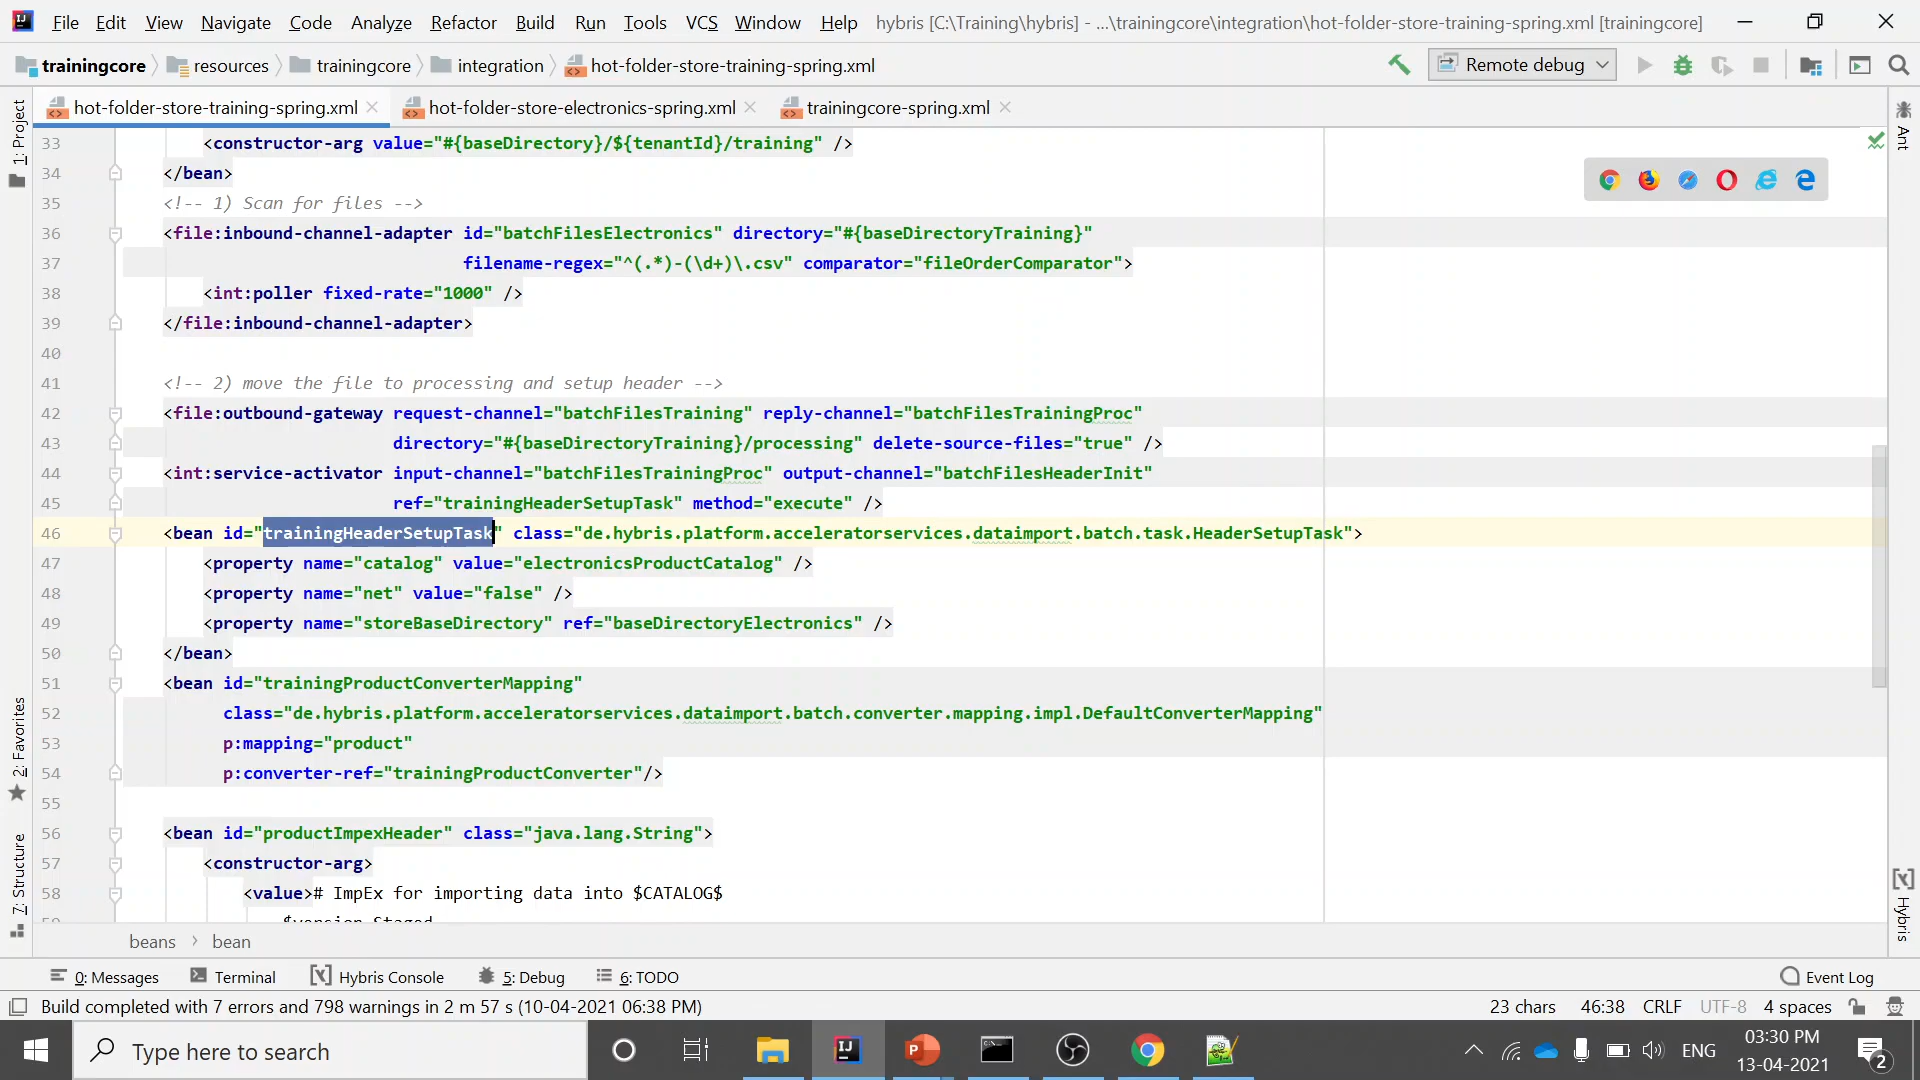 File Edit View Navigate Code Analyze Refactor Build Run Tools VCS Window Help hybris [C:\Training\hybris] - ...\trainingcore\integration\hot-folder-store-training-spring.xml [trainingcore]
trainingcore resources trainingcore integration hot-folder-store-training-spring.xml Remote debug
hot-folder-store-training-spring.xml hot-folder-store-electronics-spring.xml trainingcore-spring.xml
1: Project
2: Favorites
7: Structure
Ant
Hybris
33 <constructor-arg value="#{baseDirectory}/${tenantId}/training" />
34 </bean>
35 <!-- 1) Scan for files -->
36 <file:inbound-channel-adapter id="batchFilesElectronics" directory="#{baseDirectoryTraining}"
37 filename-regex="^(.*)-(\d+)\.csv" comparator="fileOrderComparator">
38 <int:poller fixed-rate="1000" />
39 </file:inbound-channel-adapter>
40
41 <!-- 2) move the file to processing and setup header -->
42 <file:outbound-gateway request-channel="batchFilesTraining" reply-channel="batchFilesTrainingProc"
43 directory="#{baseDirectoryTraining}/processing" delete-source-files="true" />
44 <int:service-activator input-channel="batchFilesTrainingProc" output-channel="batchFilesHeaderInit"
45 ref="trainingHeaderSetupTask" method="execute" />
46 <bean id="trainingHeaderSetupTask" class="de.hybris.platform.acceleratorservices.dataimport.batch.task.HeaderSetupTask">
47 <property name="catalog" value="electronicsProductCatalog" />
48 <property name="net" value="false" />
49 <property name="storeBaseDirectory" ref="baseDirectoryElectronics" />
50 </bean>
51 <bean id="trainingProductConverterMapping"
52 class="de.hybris.platform.acceleratorservices.dataimport.batch.converter.mapping.impl.DefaultConverterMapping"
53 p:mapping="product"
54 p:converter-ref="trainingProductConverter"/>
55
56 <bean id="productImpexHeader" class="java.lang.String">
57 <constructor-arg>
58 <value># ImpEx for importing data into $CATALOG$
beans bean
0: Messages Terminal Hybris Console 5: Debug 6: TODO Event Log
Build completed with 7 errors and 798 warnings in 2 m 57 s (10-04-2021 06:38 PM) 23 chars 46:38 CRLF UTF-8 4 spaces
Type here to search ENG 03:30 PM
13-04-2021 2